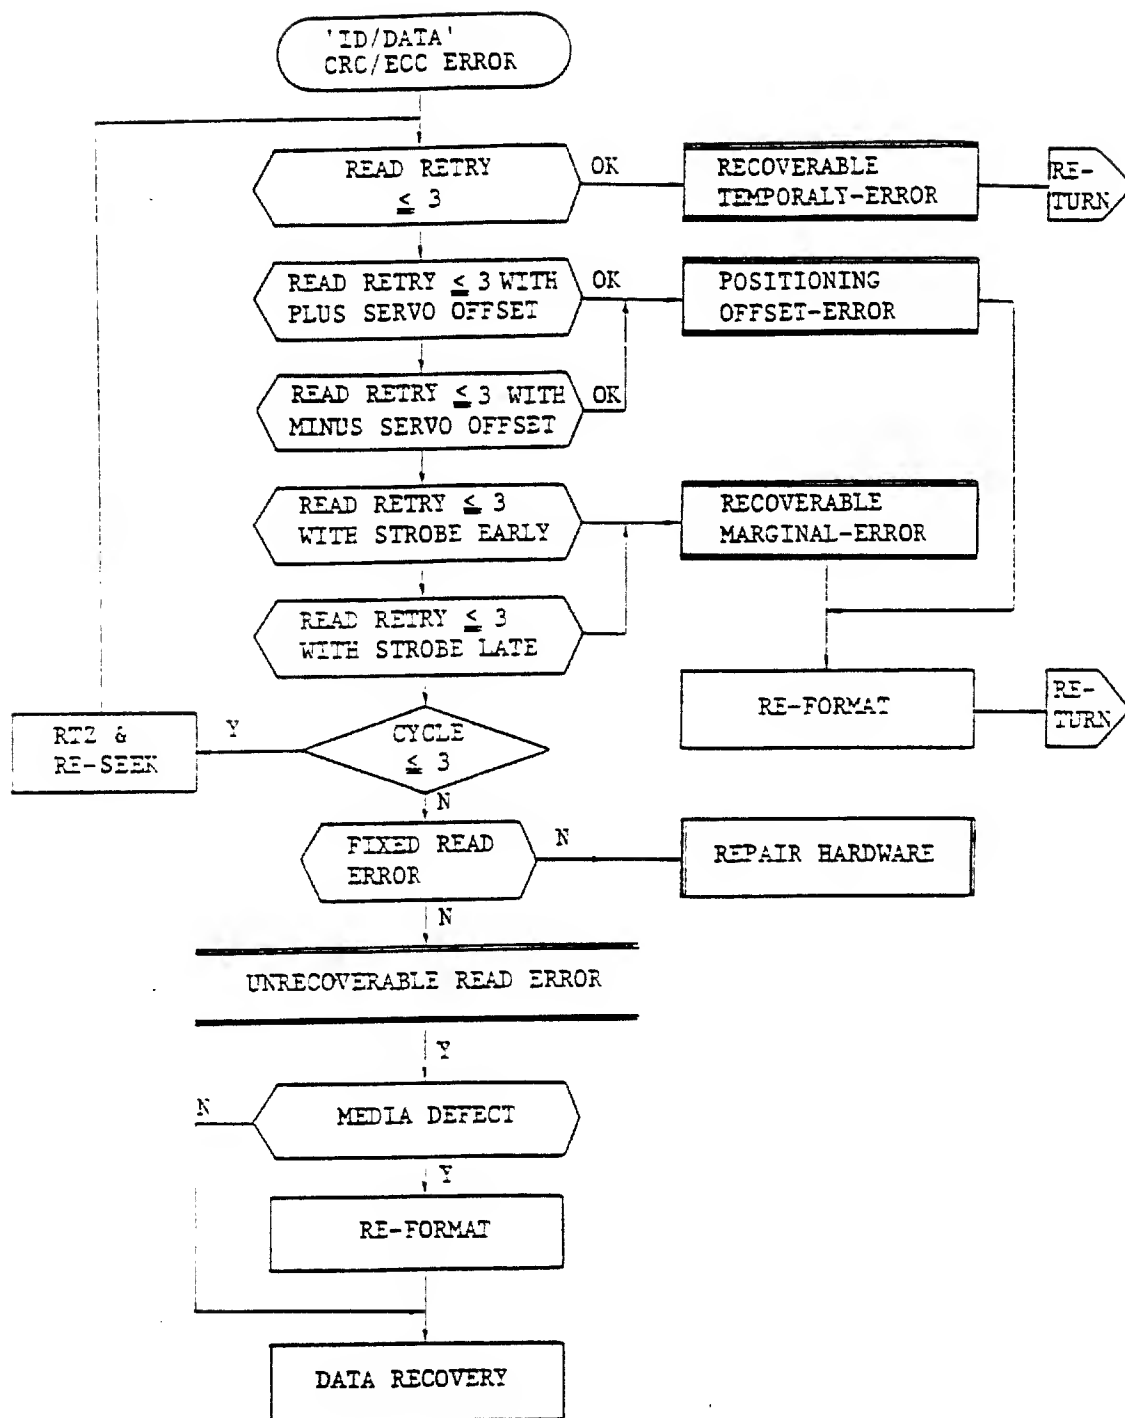 'ID/DATA'
CRC/ECC ERROR
READ RETRY
≤ 3
OK
RECOVERABLE
TEMPORALY-ERROR
RE-
TURN
READ RETRY ≤ 3 WITH
PLUS SERVO OFFSET
OK
POSITIONING
OFFSET-ERROR
READ RETRY ≤ 3 WITH
MINUS SERVO OFFSET
OK
READ RETRY ≤ 3
WITH STROBE EARLY
RECOVERABLE
MARGINAL-ERROR
READ RETRY ≤ 3
WITH STROBE LATE
RE-FORMAT
RE-
TURN
RTZ &
RE-SEEK
Y
CYCLE
≤ 3
N
FIXED READ
ERROR
N
REPAIR HARDWARE
N
UNRECOVERABLE READ ERROR
Y
N
MEDIA DEFECT
Y
RE-FORMAT
DATA RECOVERY